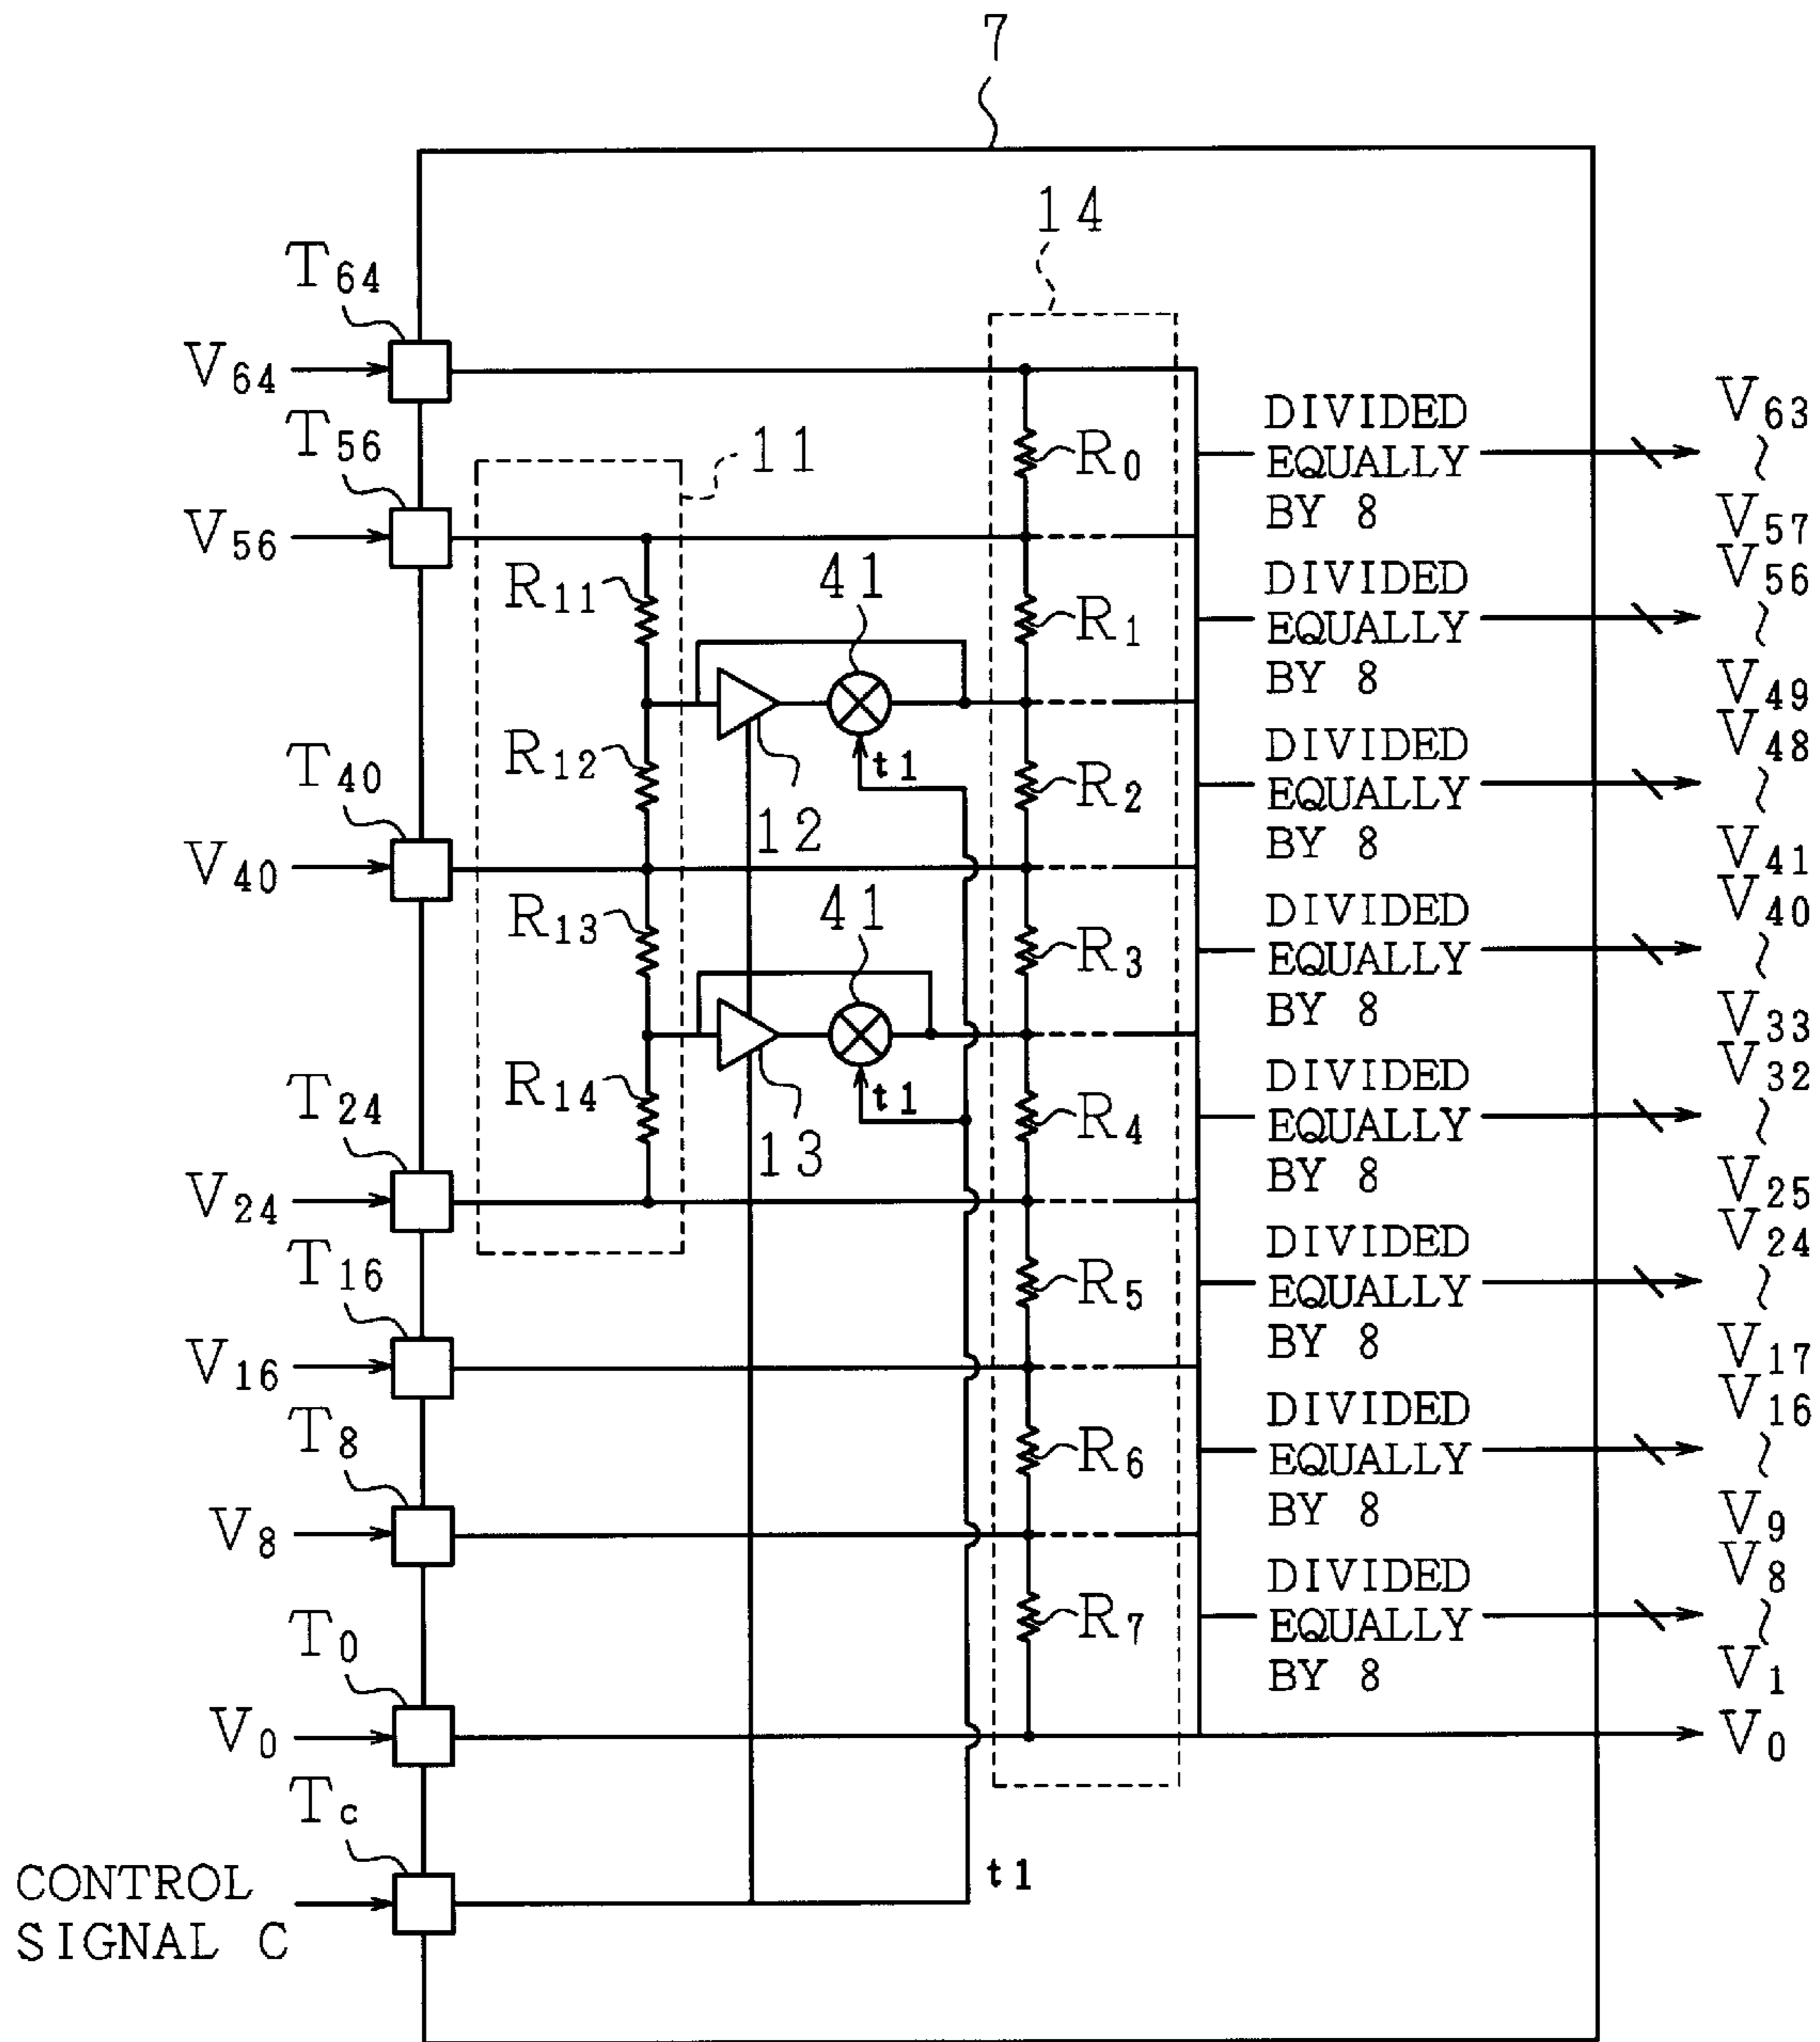 7
14
T64
V64
DIVIDED
EQUALLY
BY 8
V63
~
V57
T56
V56
11
R0
R11
41
R1
DIVIDED
EQUALLY
BY 8
V56
~
V49
R12
t1
12
R2
DIVIDED
EQUALLY
BY 8
V48
~
V41
T40
V40
R13
41
R3
DIVIDED
EQUALLY
BY 8
V40
~
V33
R14
t1
13
R4
DIVIDED
EQUALLY
BY 8
V32
~
V25
T24
V24
R5
DIVIDED
EQUALLY
BY 8
V24
~
V17
T16
V16
R6
DIVIDED
EQUALLY
BY 8
V16
~
V9
T8
V8
R7
DIVIDED
EQUALLY
BY 8
V8
~
V1
T0
V0
V0
Tc
t1
CONTROL
SIGNAL C